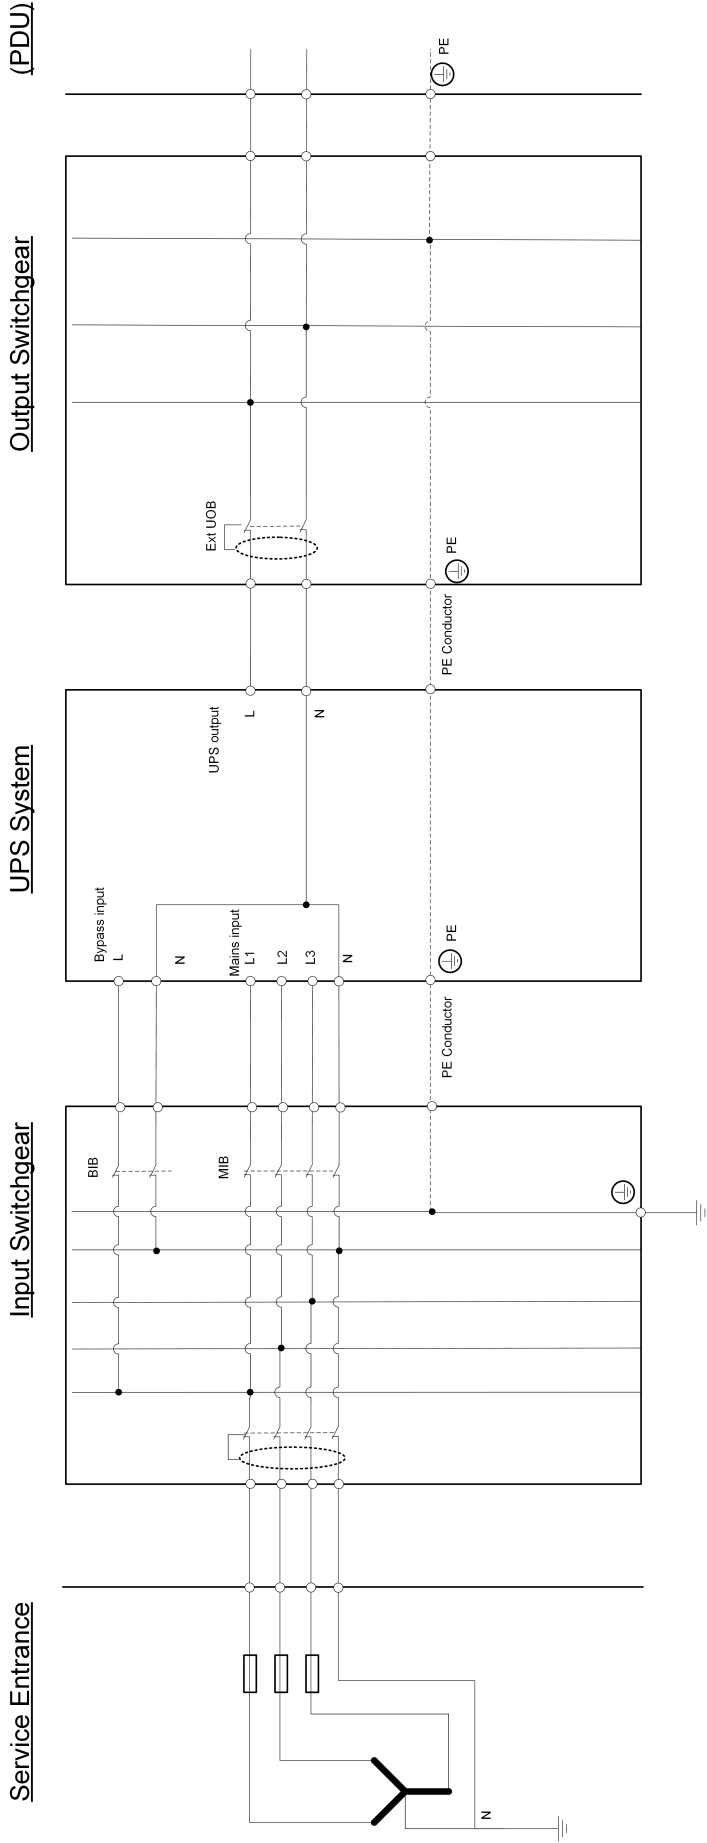 Service Entrance
Input Switchgear
UPS System
Output Switchgear
(PDU)
N
BIB
MIB
PE Conductor
Bypass input
L
N
Mains input
L1
L2
L3
N
PE
UPS output
L
N
PE Conductor
PE
Ext UOB
PE